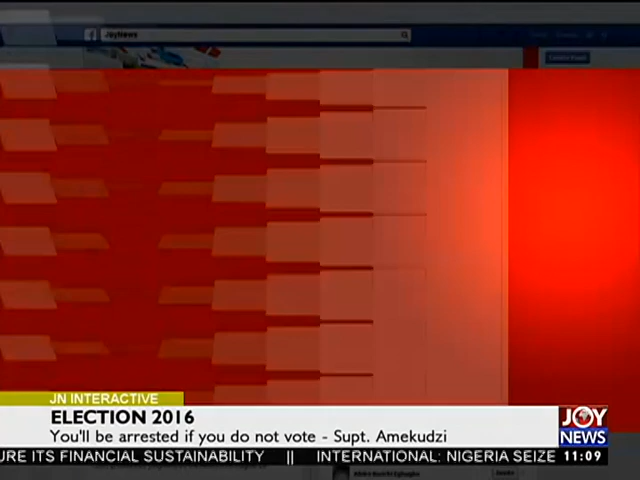 JoyNews
JN INTERACTIVE
ELECTION 2016
You'll be arrested if you do not vote - Supt. Amekudzi
JOY
NEWS
URE ITS FINANCIAL SUSTAINABILITY || INTERNATIONAL: NIGERIA SEIZE 11:09